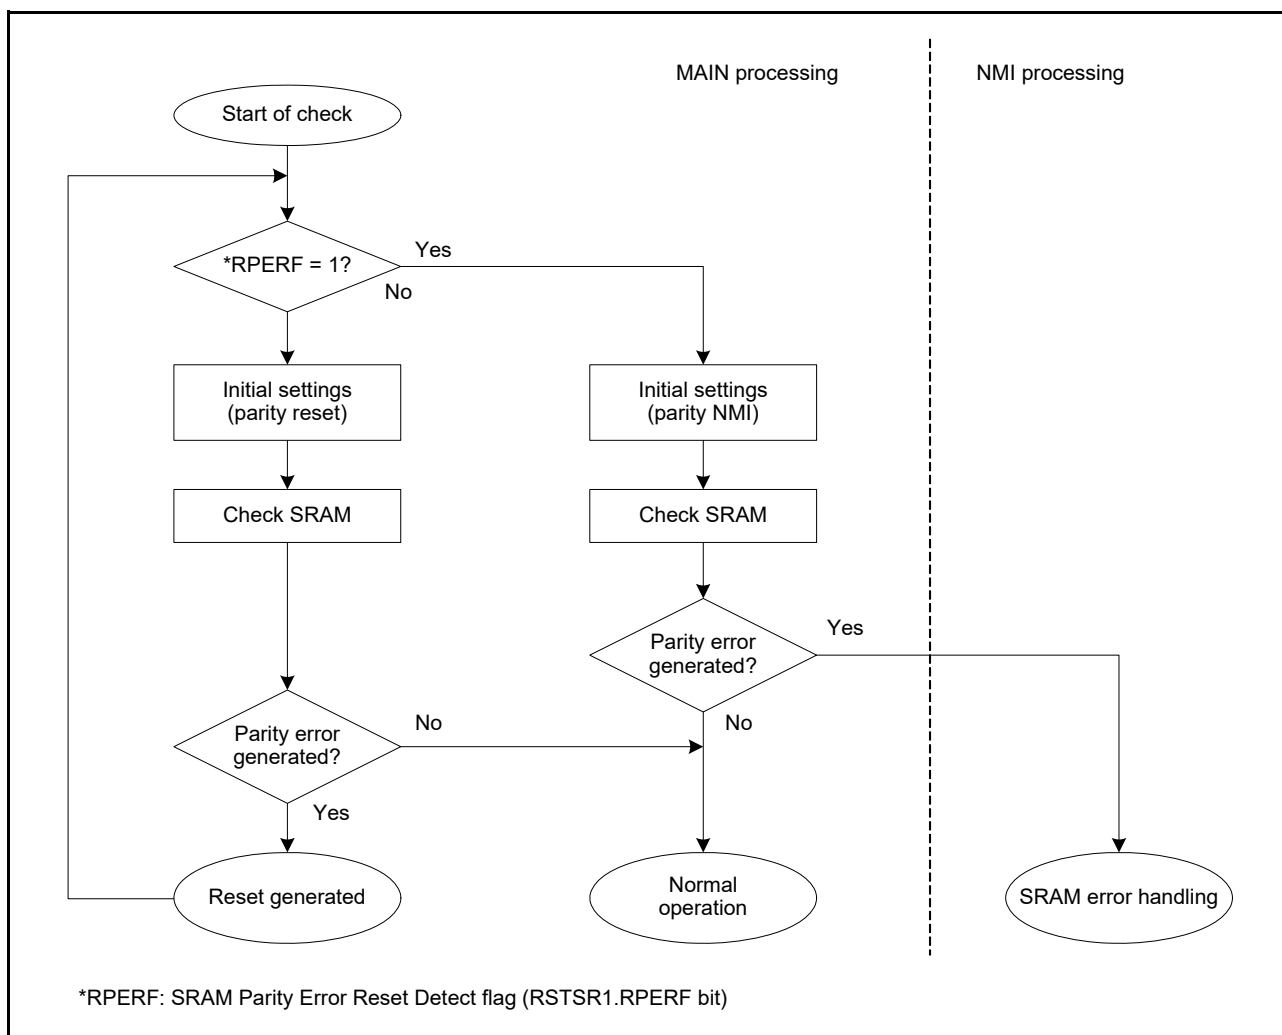 MAIN processing
NMI processing
Start of check
*RPERF = 1?
Yes
No
Initial settings
(parity reset)
Initial settings
(parity NMI)
Check SRAM
Check SRAM
Parity error
generated?
Yes
No
Parity error
generated?
No
Yes
Reset generated
Normal
operation
SRAM error handling
*RPERF: SRAM Parity Error Reset Detect flag (RSTSR1.RPERF bit)